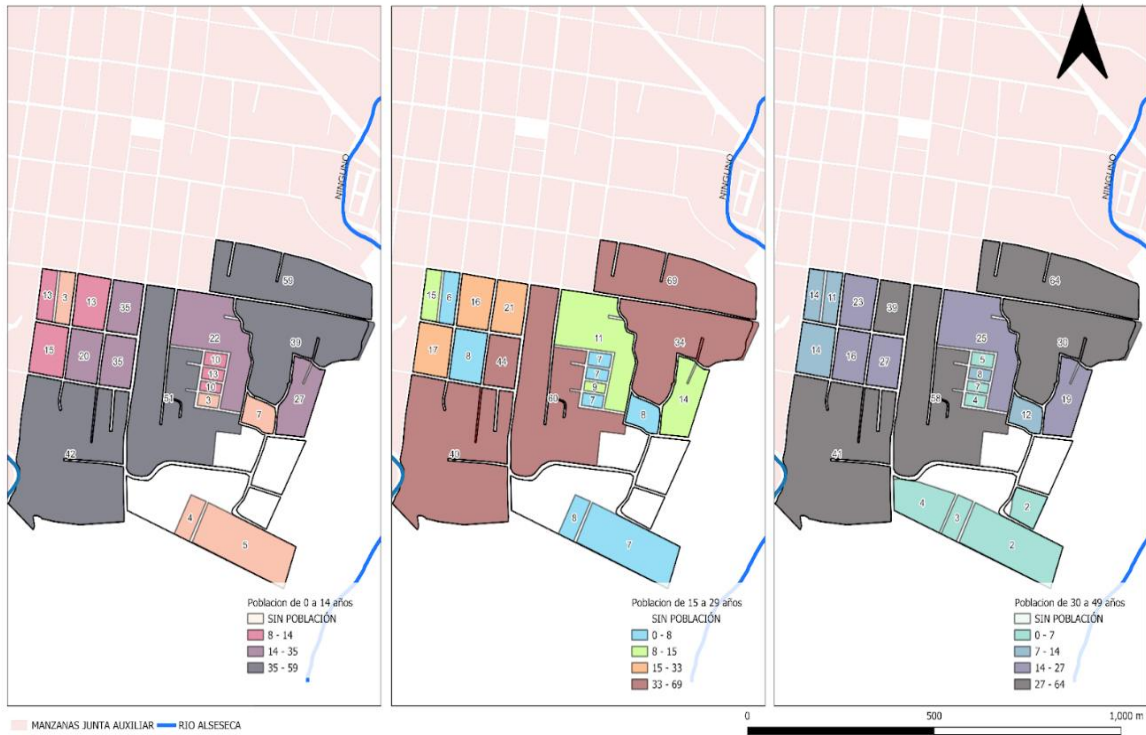 NINGUNO
59
13
3
13
35
15
20
35
22
39
10
13
10
3
51
7
27
42
4
5
Poblacion de 0 a 14 años
SIN POBLACIÓN
8 - 14
14 - 35
35 - 59
NINGUNO
69
15
6
16
21
17
8
44
11
34
7
7
9
7
60
8
14
40
8
7
Poblacion de 15 a 29 años
SIN POBLACIÓN
0 - 8
8 - 15
15 - 33
33 - 69
NINGUNO
64
14
11
23
39
14
16
27
25
30
5
8
7
4
58
12
19
41
4
3
2
2
Poblacion de 30 a 49 años
SIN POBLACIÓN
0 - 7
7 - 14
14 - 27
27 - 64
MANZANAS JUNTA AUXILIAR
RIO ALSESECA
0 500 1,000 m